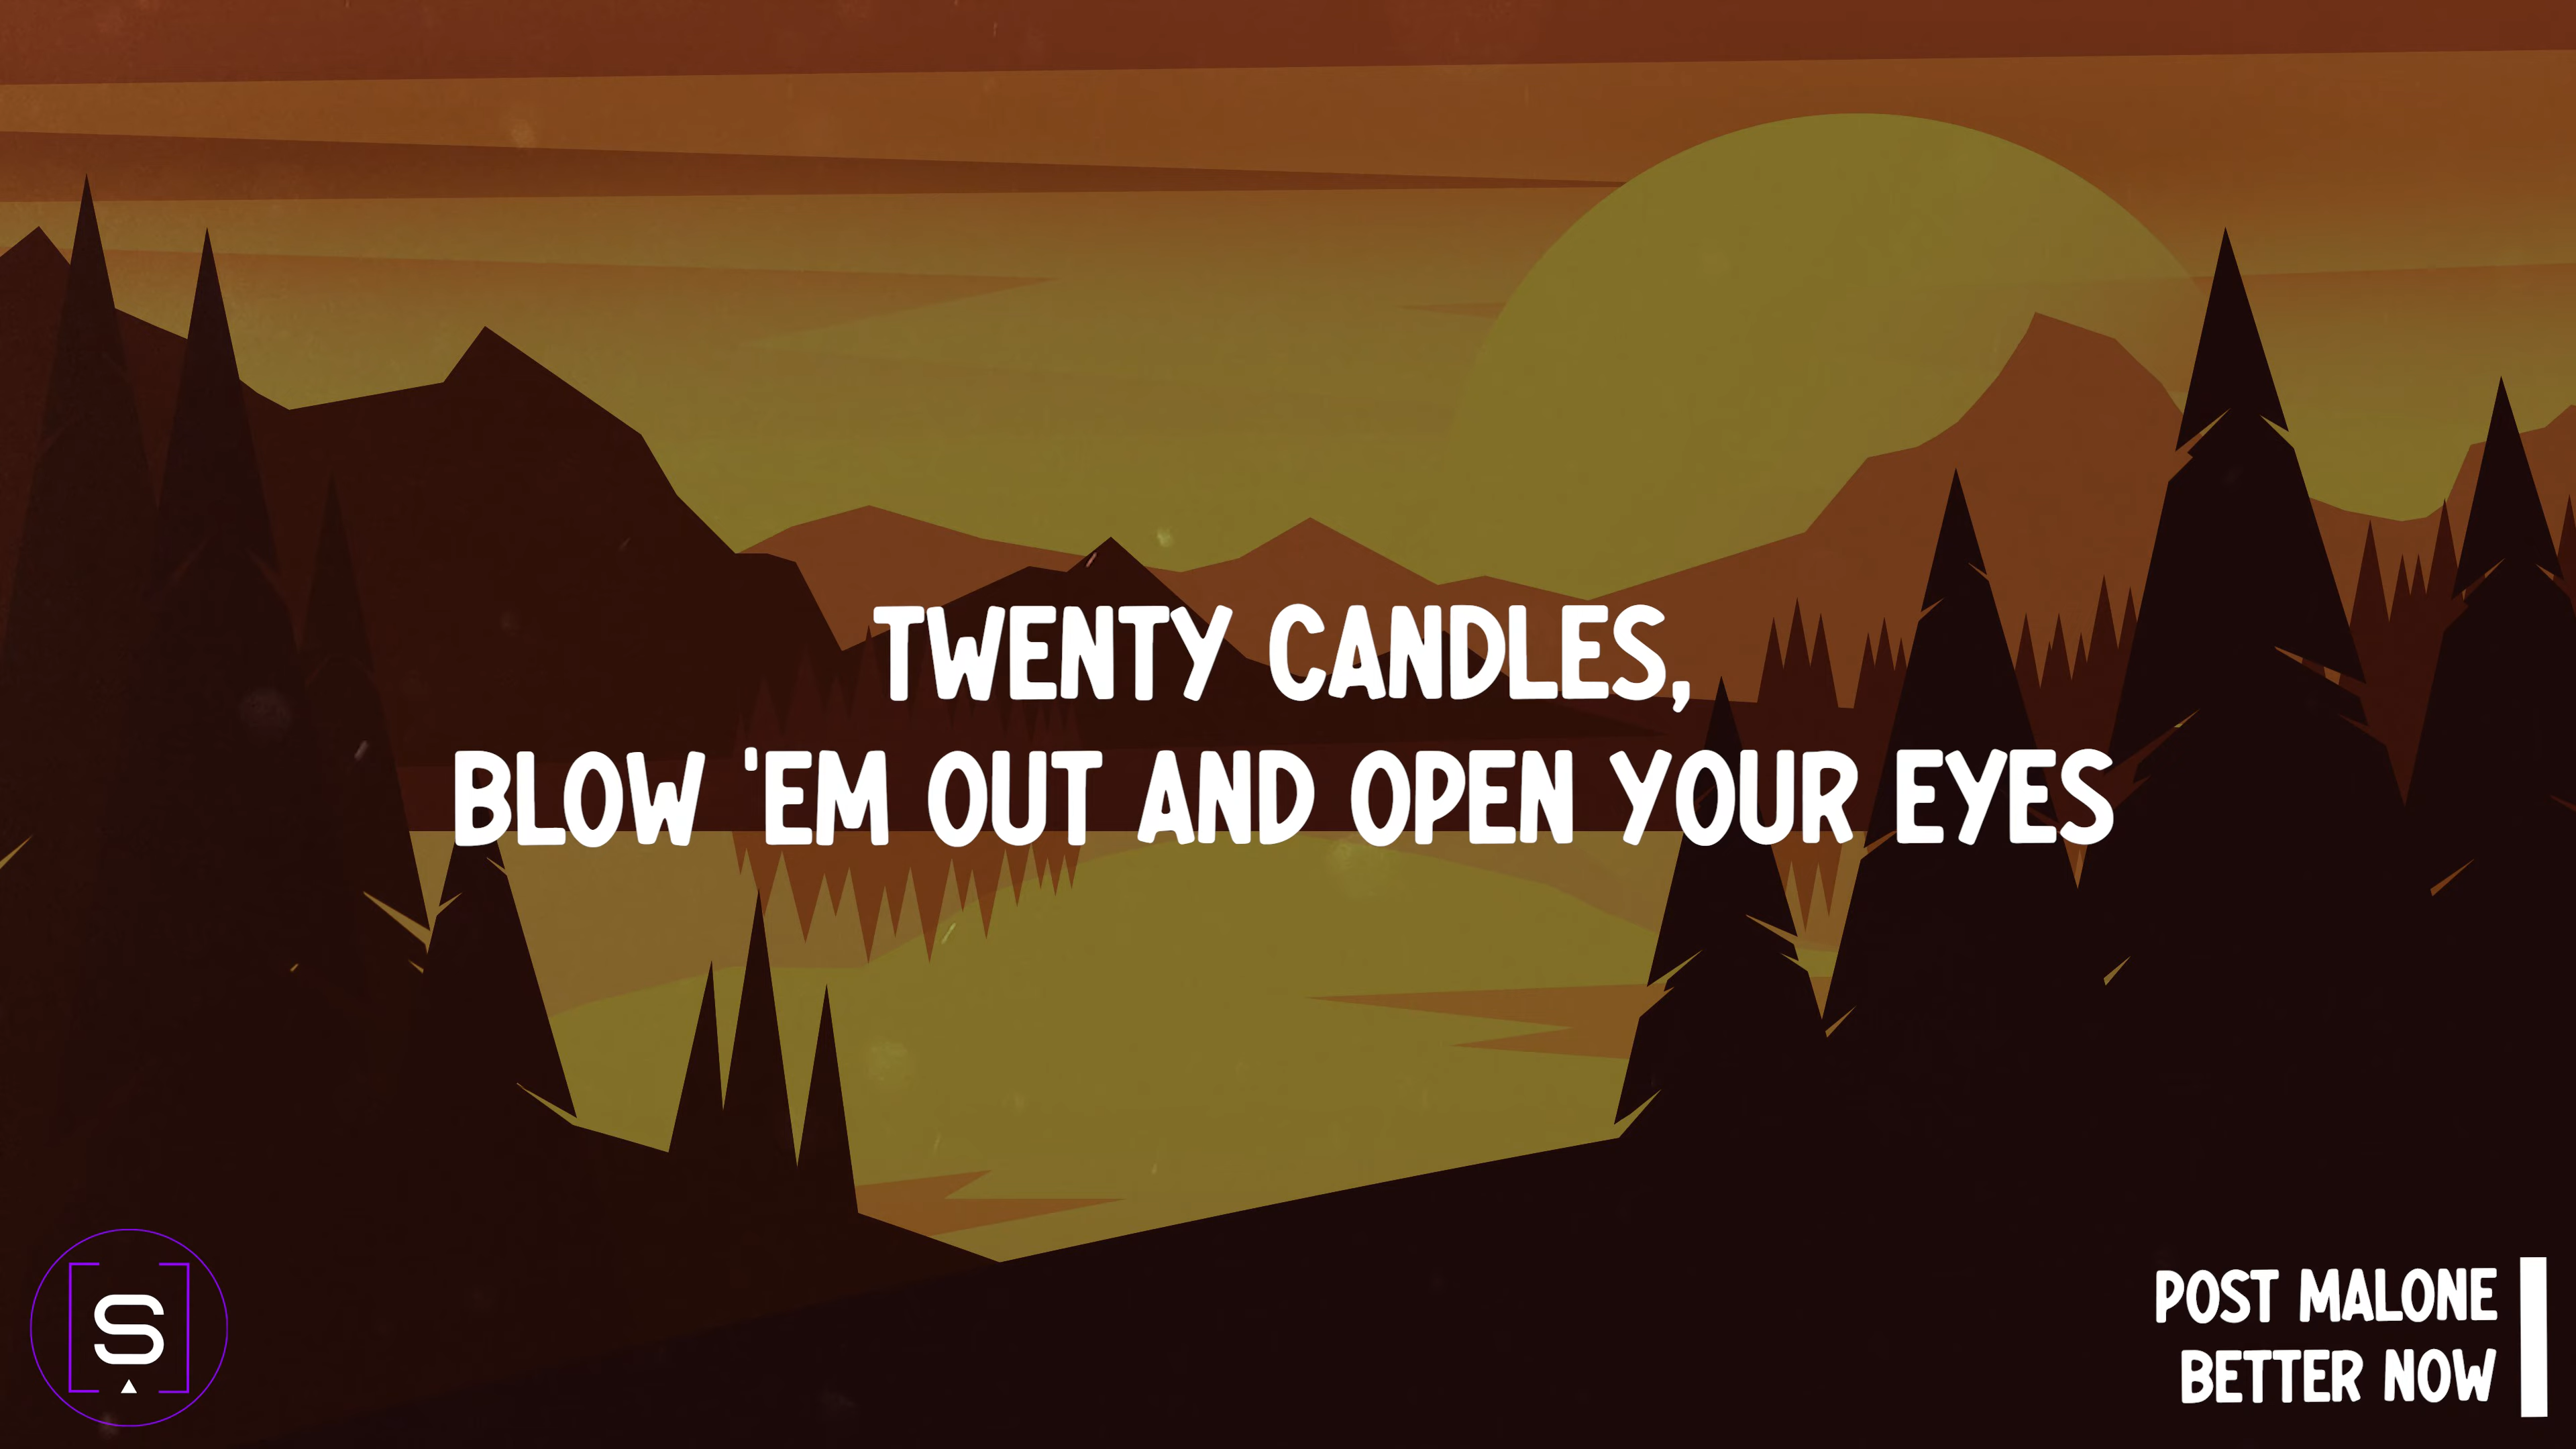 TWENTY CANDLES,
BLOW 'EM OUT AND OPEN YOUR EYES
S
POST MALONE
BETTER NOW